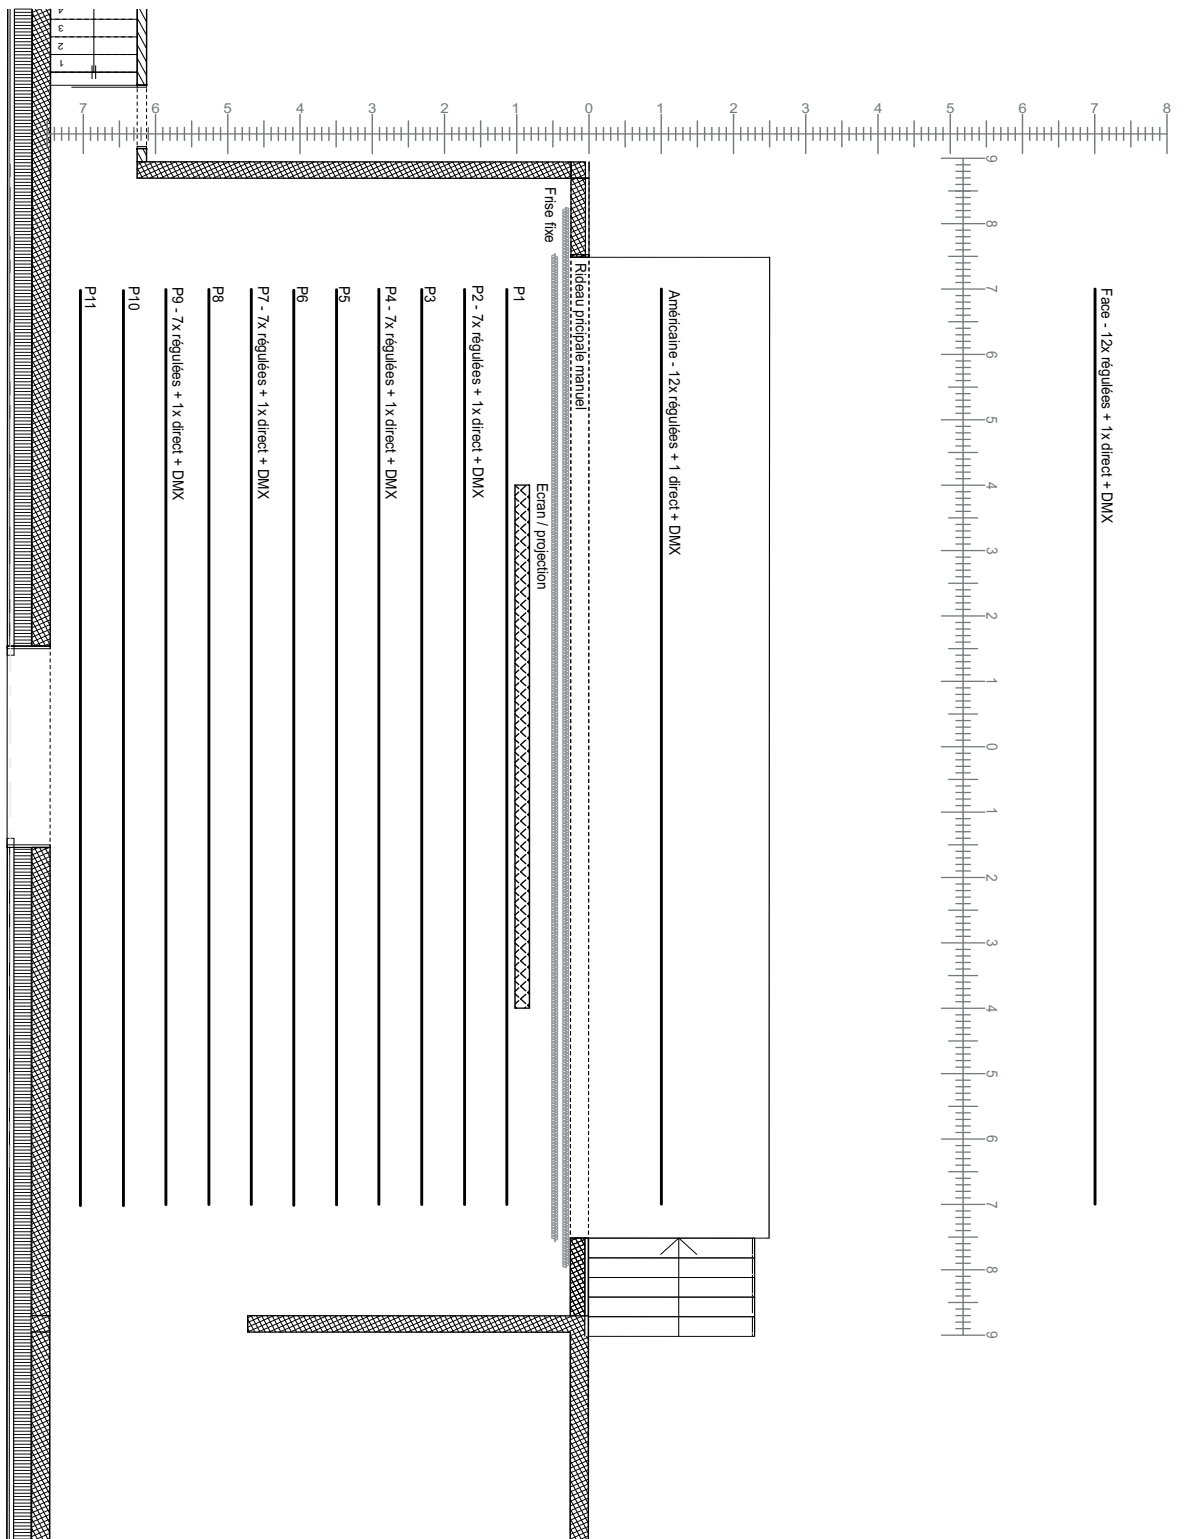 4
3
2
1
7 6 5 4 3 2 1 0 1 2 3 4 5 6 7 8
9
8
7
6
5
4
3
2
1
0
1
2
3
4
5
6
7
8
9
Face - 12x régulées + 1x direct + DMX
Américaine - 12x régulées + 1 direct + DMX
Rideau pricipale manuel
Frise fixe
Ecran / projection
P1
P2 - 7x régulées + 1x direct + DMX
P3
P4 - 7x régulées + 1x direct + DMX
P5
P6
P7 - 7x régulées + 1x direct + DMX
P8
P9 - 7x régulées + 1x direct + DMX
P10
P11